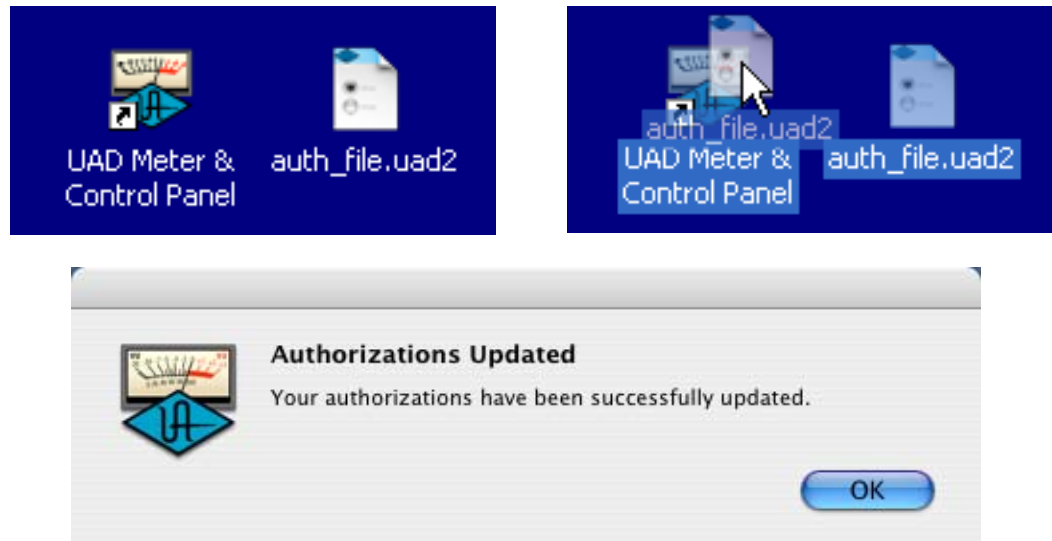 UAD Meter &
Control Panel
auth_file.uad2
auth_file.uad2
UAD Meter &
Control Panel
auth_file.uad2
Authorizations Updated
Your authorizations have been successfully updated.
OK